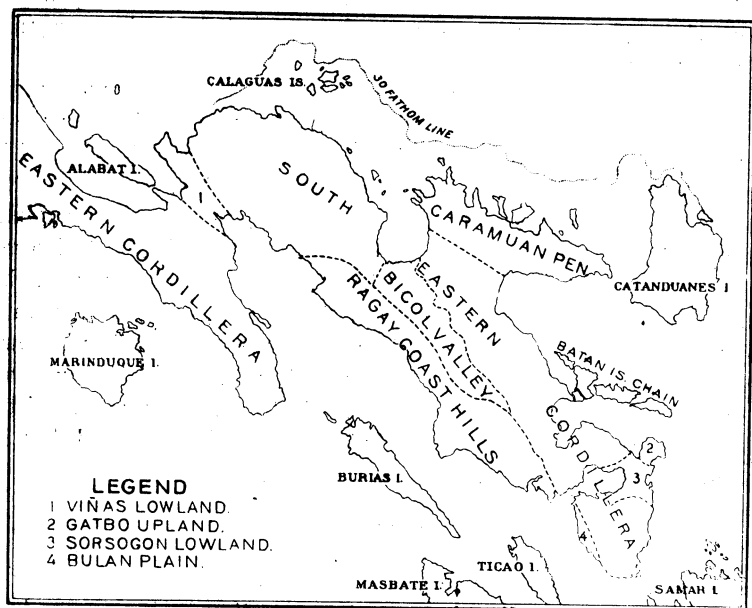 CALAGUAS IS.
30 FATHOM LINE
ALABAT I.
EASTERN CORDILLERA
1
SOUTH
CARAMUAN PEN
CATANDUANES I
EASTERN
BICOL VALLEY
RAGAY COAST HILLS
MARINDUQUE I.
BATAN IS. CHAIN
CORDILLERA
2
3
4
BURIAS I.
LEGEND
1 VIÑAS LOWLAND.
2 GATBO UPLAND.
3 SORSOGON LOWLAND.
4 BULAN PLAIN.
TICAO I.
MASBATE I.
SAMAR I.